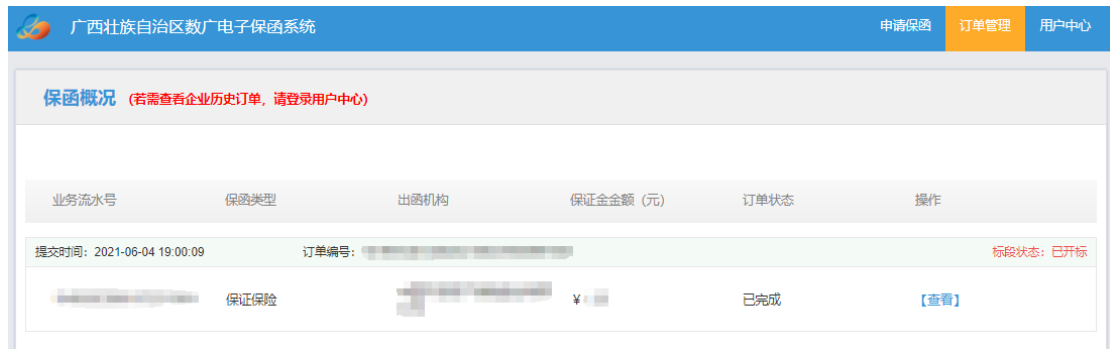 广西壮族自治区数广电子保函系统 申请保函 订单管理 用户中心
保函概况 (若需查看企业历史订单，请登录用户中心)
业务流水号 保函类型 出函机构 保证金金额（元） 订单状态 操作
提交时间：2021-06-04 19:00:09 订单编号： 标段状态：已开标
保证保险 ¥ 已完成 【查看】